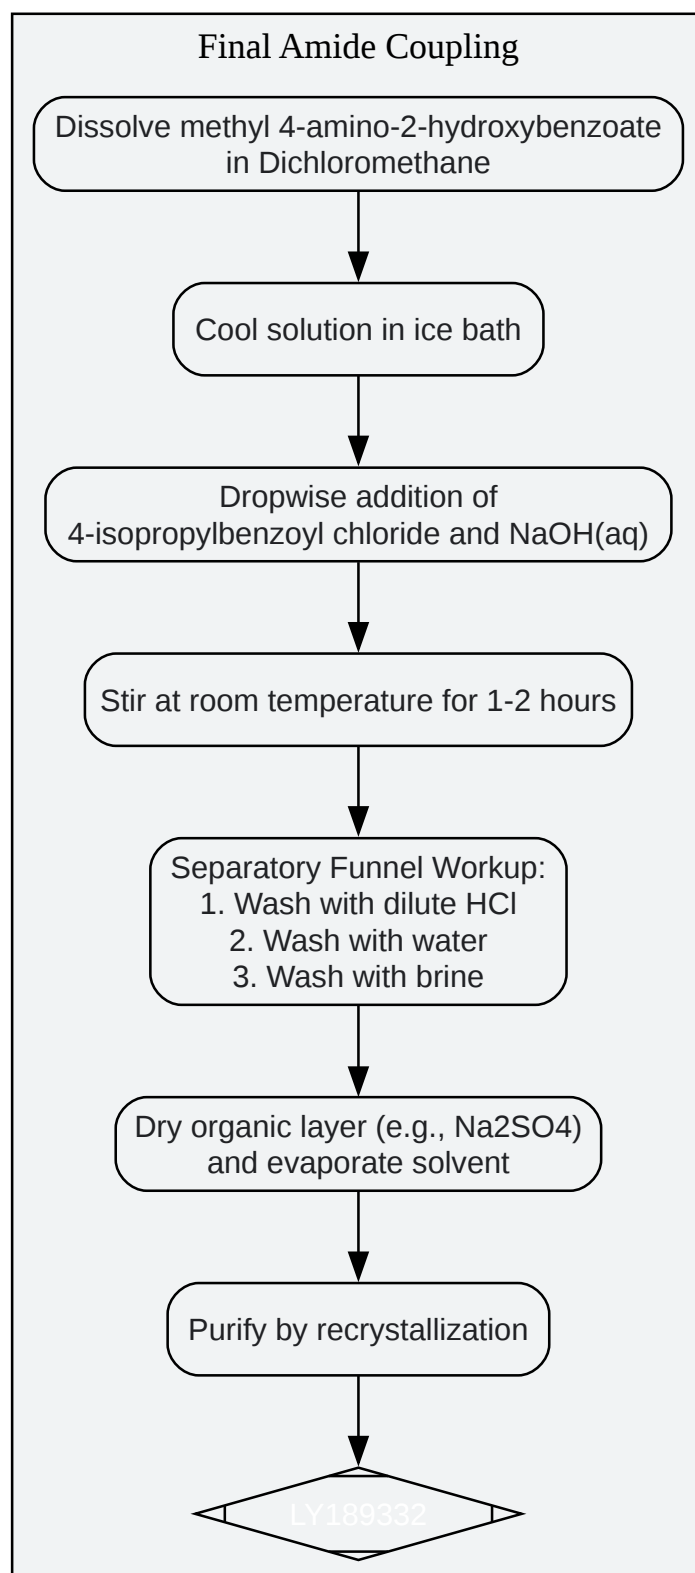 Final Amide Coupling
Dissolve methyl 4-amino-2-hydroxybenzoate
in Dichloromethane
Cool solution in ice bath
Dropwise addition of
4-isopropylbenzoyl chloride and NaOH(aq)
Stir at room temperature for 1-2 hours
Separatory Funnel Workup:
1. Wash with dilute HCl
2. Wash with water
3. Wash with brine
Dry organic layer (e.g., Na2SO4)
and evaporate solvent
Purify by recrystallization
LY189332